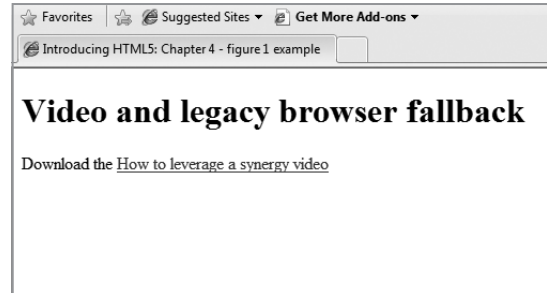 Favorites Suggested Sites ▾ Get More Add-ons ▾
Introducing HTML5: Chapter 4 - figure 1 example
Video and legacy browser fallback
Download the How to leverage a synergy video